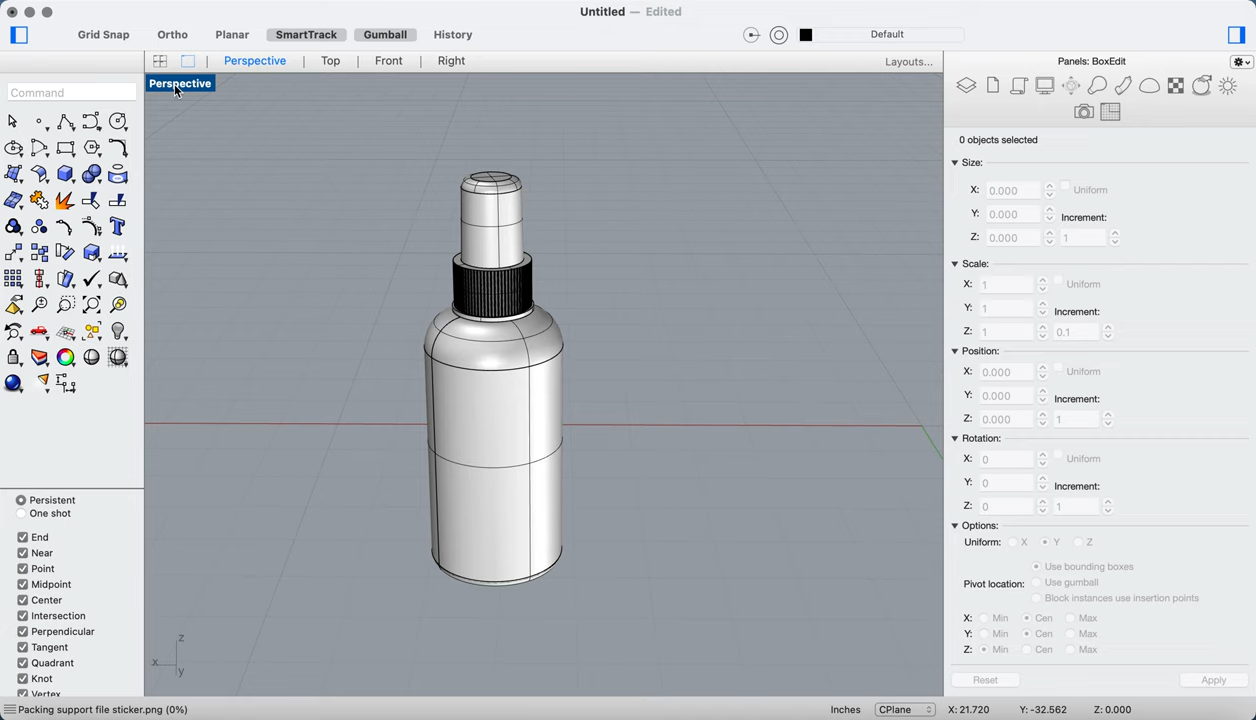 Untitled — Edited
Grid Snap Ortho Planar SmartTrack Gumball History Default
Perspective Top Front Right Layouts... Panels: BoxEdit
Perspective
Command
0 objects selected
Size:
X: 0.000 Uniform
Y: 0.000 Increment:
Z: 0.000 1
Scale:
X: 1 Uniform
Y: 1 Increment:
Z: 1 0.1
Position:
X: 0.000 Uniform
Y: 0.000 Increment:
Z: 0.000 1
Rotation:
X: 0 Uniform
Y: 0 Increment:
Z: 0 1
Options:
Uniform: X Y Z
Use bounding boxes
Pivot location: Use gumball
Block instances use insertion points
X: Min Cen Max
Y: Min Cen Max
Z: Min Cen Max
Reset Apply
Persistent
One shot
End
Near
Point
Midpoint
Center
Intersection
Perpendicular
Tangent
Quadrant
Knot
Vertex
z
x
y
Packing support file sticker.png (0%) Inches CPlane X: 21.720 Y: -32.562 Z: 0.000